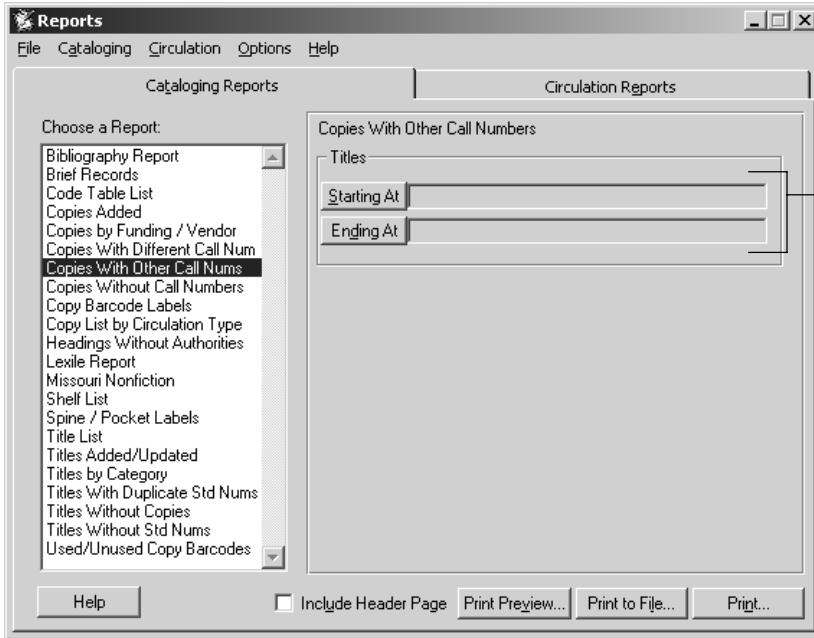 Reports
File Cataloging Circulation Options Help
Cataloging Reports
Circulation Reports
Choose a Report:
Bibliography Report
Brief Records
Code Table List
Copies Added
Copies by Funding / Vendor
Copies With Different Call Num
Copies With Other Call Nums
Copies Without Call Numbers
Copy Barcode Labels
Copy List by Circulation Type
Headings Without Authorities
Lexile Report
Missouri Nonfiction
Shelf List
Spine / Pocket Labels
Title List
Titles Added/Updated
Titles by Category
Titles With Duplicate Std Nums
Titles Without Copies
Titles Without Std Nums
Used/Unused Copy Barcodes
Copies With Other Call Numbers
Titles
Starting At
Ending At
Help
Include Header Page
Print Preview...
Print to File...
Print...